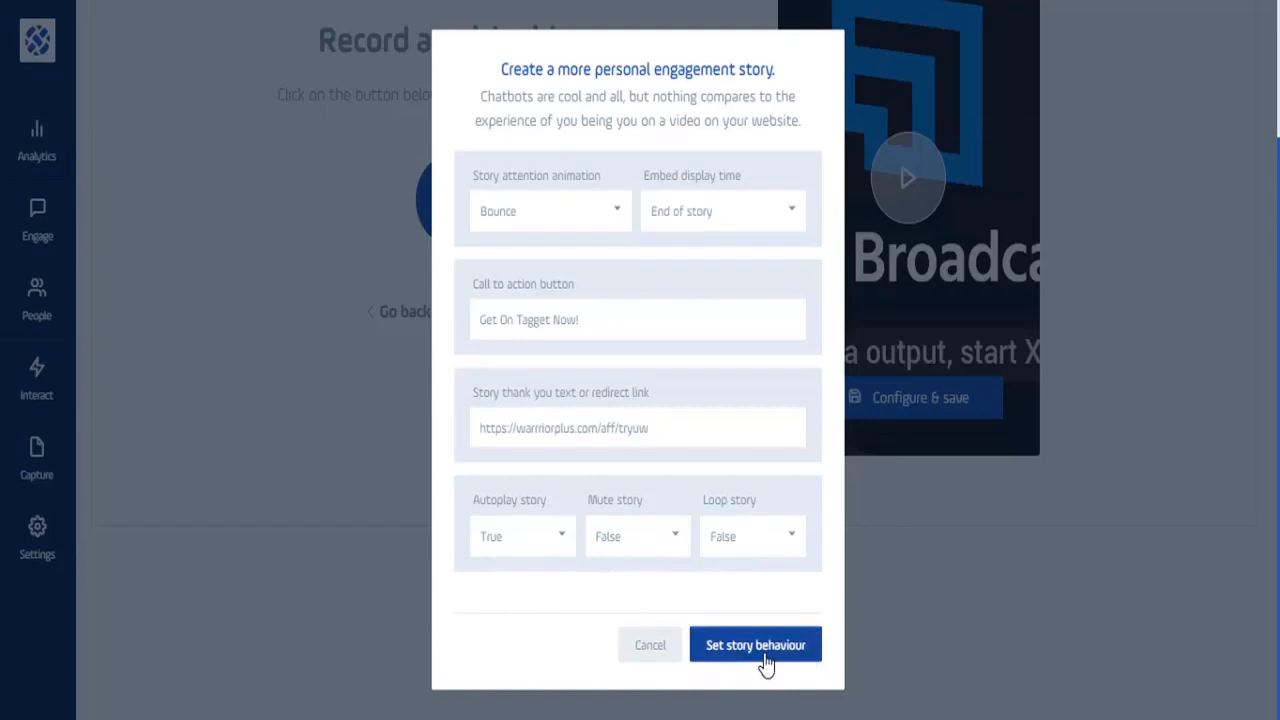 Analytics
Engage
People
Interact
Capture
Settings
Record a
Click on the button belo
Go back
Create a more personal engagement story.
Chatbots are cool and all, but nothing compares to the
experience of you being you on a video on your website.
Story attention animation
Embed display time
Bounce
End of story
Call to action button
Get On Tagget Now!
Story thank you text or redirect link
https://warrriorplus.com/aff/tryuw
Autoplay story
Mute story
Loop story
True
False
False
Cancel
Set story behaviour
Broadca
a output, start X
Configure & save